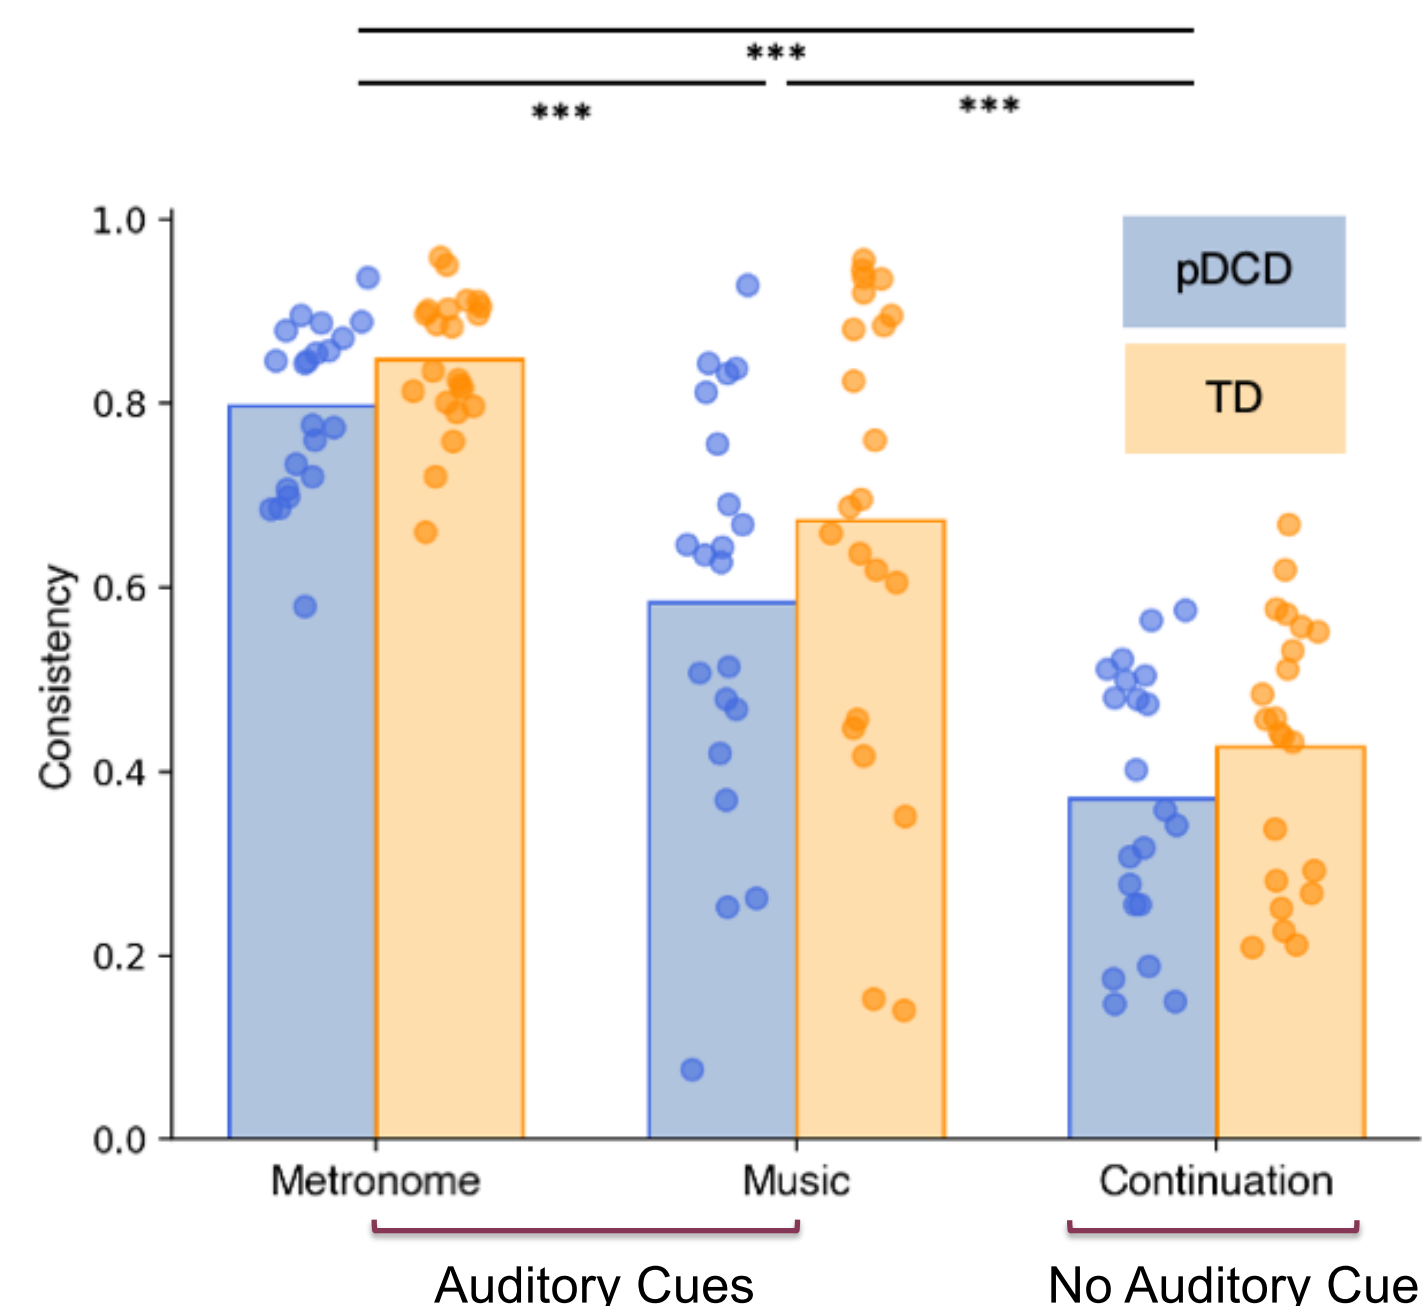 ***
*** ***
1.0
0.8
0.6
0.4
0.2
0.0
Consistency
pDCD
TD
Metronome Music Continuation
Auditory Cues No Auditory Cue